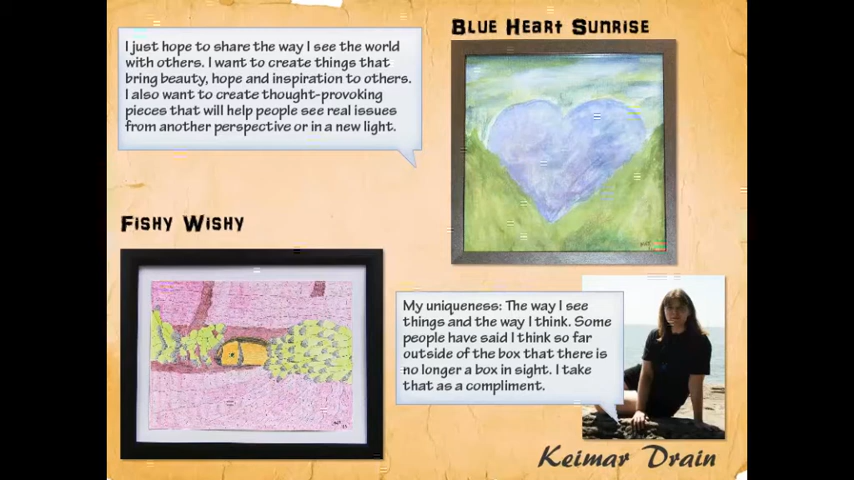 BLUE HEART SUNRISE
I just hope to share the way I see the world
with others. I want to create things that
bring beauty, hope and inspiration to others.
I also want to create thought-provoking
pieces that will help people see real issues
from another perspective or in a new light.
FISHY WISHY
My uniqueness: The way I see
things and the way I think. Some
people have said I think so far
outside of the box that there is
no longer a box in sight. I take
that as a compliment.
Keimar Drain